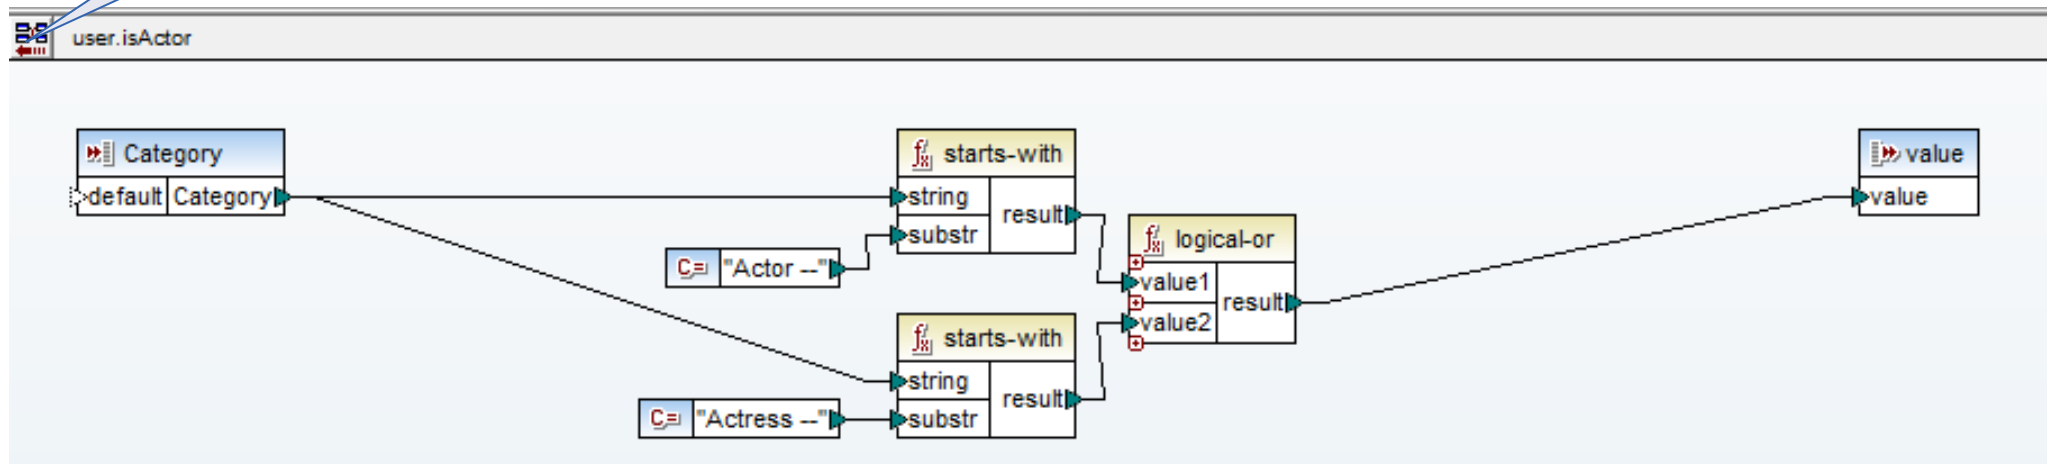 user.isActor
Category
default Category
starts-with
string
substr
result
C= "Actor --"
logical-or
value1
value2
result
value
value
starts-with
string
substr
result
C= "Actress --"